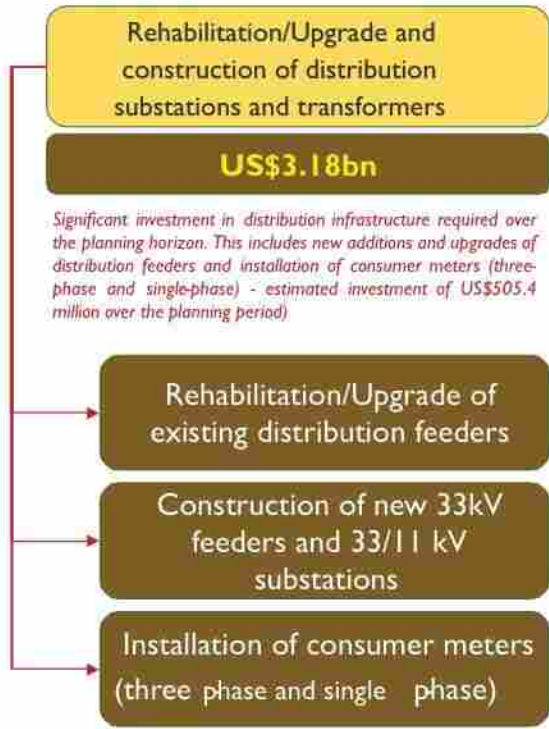 Rehabilitation/Upgrade and
construction of distribution
substations and transformers
US$3.18bn
Significant investment in distribution infrastructure required over
the planning horizon. This includes new additions and upgrades of
distribution feeders and installation of consumer meters (three-
phase and single-phase) - estimated investment of US$505.4
million over the planning period)
Rehabilitation/Upgrade of
existing distribution feeders
Construction of new 33kV
feeders and 33/11 kV
substations
Installation of consumer meters
(three phase and single phase)